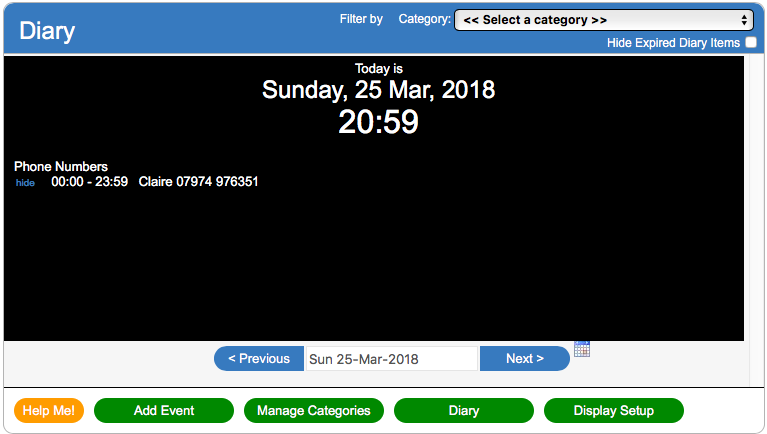 Diary
Filter by Category: << Select a category >>
Hide Expired Diary Items
Today is
Sunday, 25 Mar, 2018
20:59
Phone Numbers
hide 00:00 - 23:59 Claire 07974 976351
< Previous Sun 25-Mar-2018 Next >
Help Me! Add Event Manage Categories Diary Display Setup